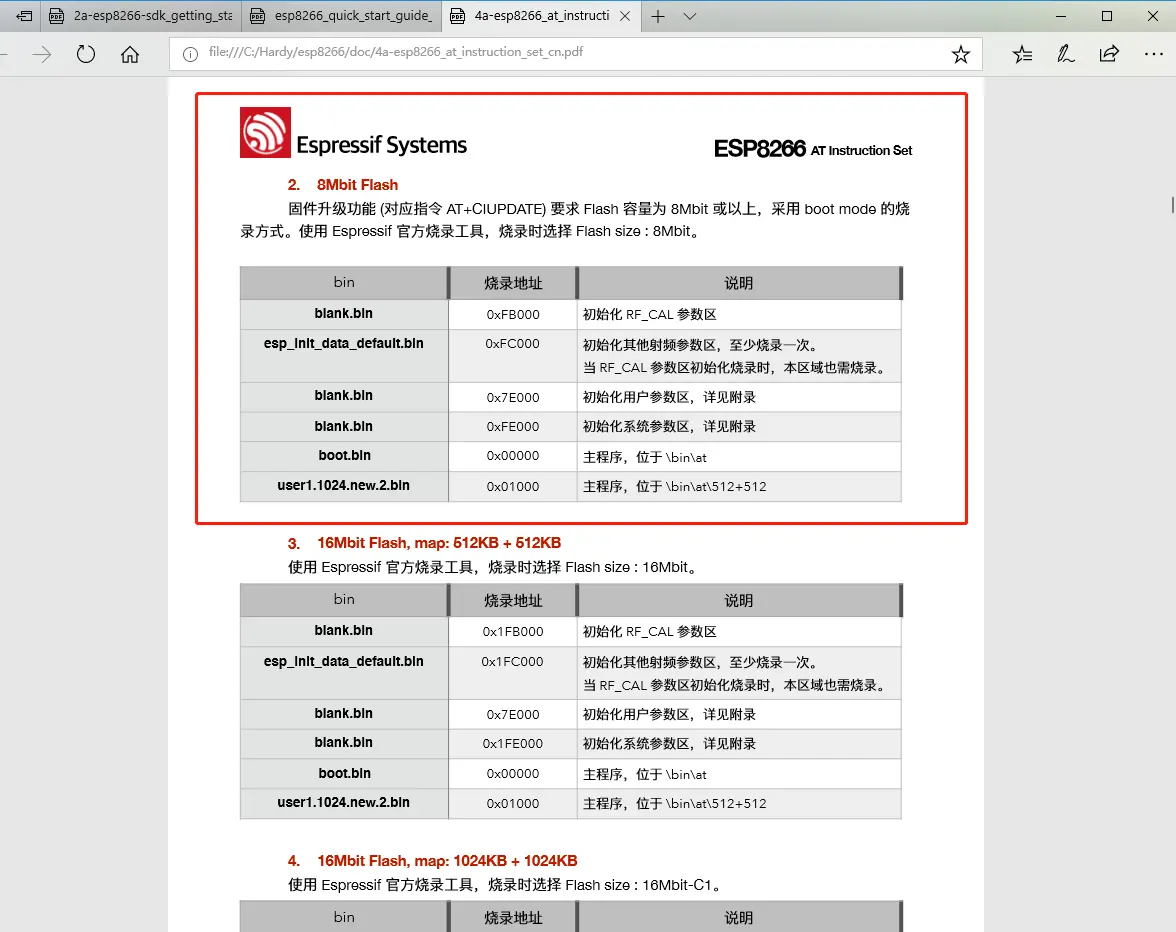 2a-esp8266-sdk_getting_sta
esp8266_quick_start_guide_
4a-esp8266_at_instructi
file:///C:/Hardy/esp8266/doc/4a-esp8266_at_instruction_set_cn.pdf
Espressif Systems
ESP8266 AT Instruction Set
2. 8Mbit Flash
固件升级功能 (对应指令 AT+CIUPDATE) 要求 Flash 容量为 8Mbit 或以上，采用 boot mode 的烧
录方式。使用 Espressif 官方烧录工具，烧录时选择 Flash size : 8Mbit。
bin 烧录地址 说明
blank.bin 0xFB000 初始化 RF_CAL 参数区
esp_init_data_default.bin 0xFC000 初始化其他射频参数区，至少烧录一次。
当 RF_CAL 参数区初始化烧录时，本区域也需烧录。
blank.bin 0x7E000 初始化用户参数区，详见附录
blank.bin 0xFE000 初始化系统参数区，详见附录
boot.bin 0x00000 主程序，位于 \bin\at
user1.1024.new.2.bin 0x01000 主程序，位于 \bin\at\512+512
3. 16Mbit Flash, map: 512KB + 512KB
使用 Espressif 官方烧录工具，烧录时选择 Flash size : 16Mbit。
bin 烧录地址 说明
blank.bin 0x1FB000 初始化 RF_CAL 参数区
esp_init_data_default.bin 0x1FC000 初始化其他射频参数区，至少烧录一次。
当 RF_CAL 参数区初始化烧录时，本区域也需烧录。
blank.bin 0x7E000 初始化用户参数区，详见附录
blank.bin 0x1FE000 初始化系统参数区，详见附录
boot.bin 0x00000 主程序，位于 \bin\at
user1.1024.new.2.bin 0x01000 主程序，位于 \bin\at\512+512
4. 16Mbit Flash, map: 1024KB + 1024KB
使用 Espressif 官方烧录工具，烧录时选择 Flash size : 16Mbit-C1。
bin 烧录地址 说明